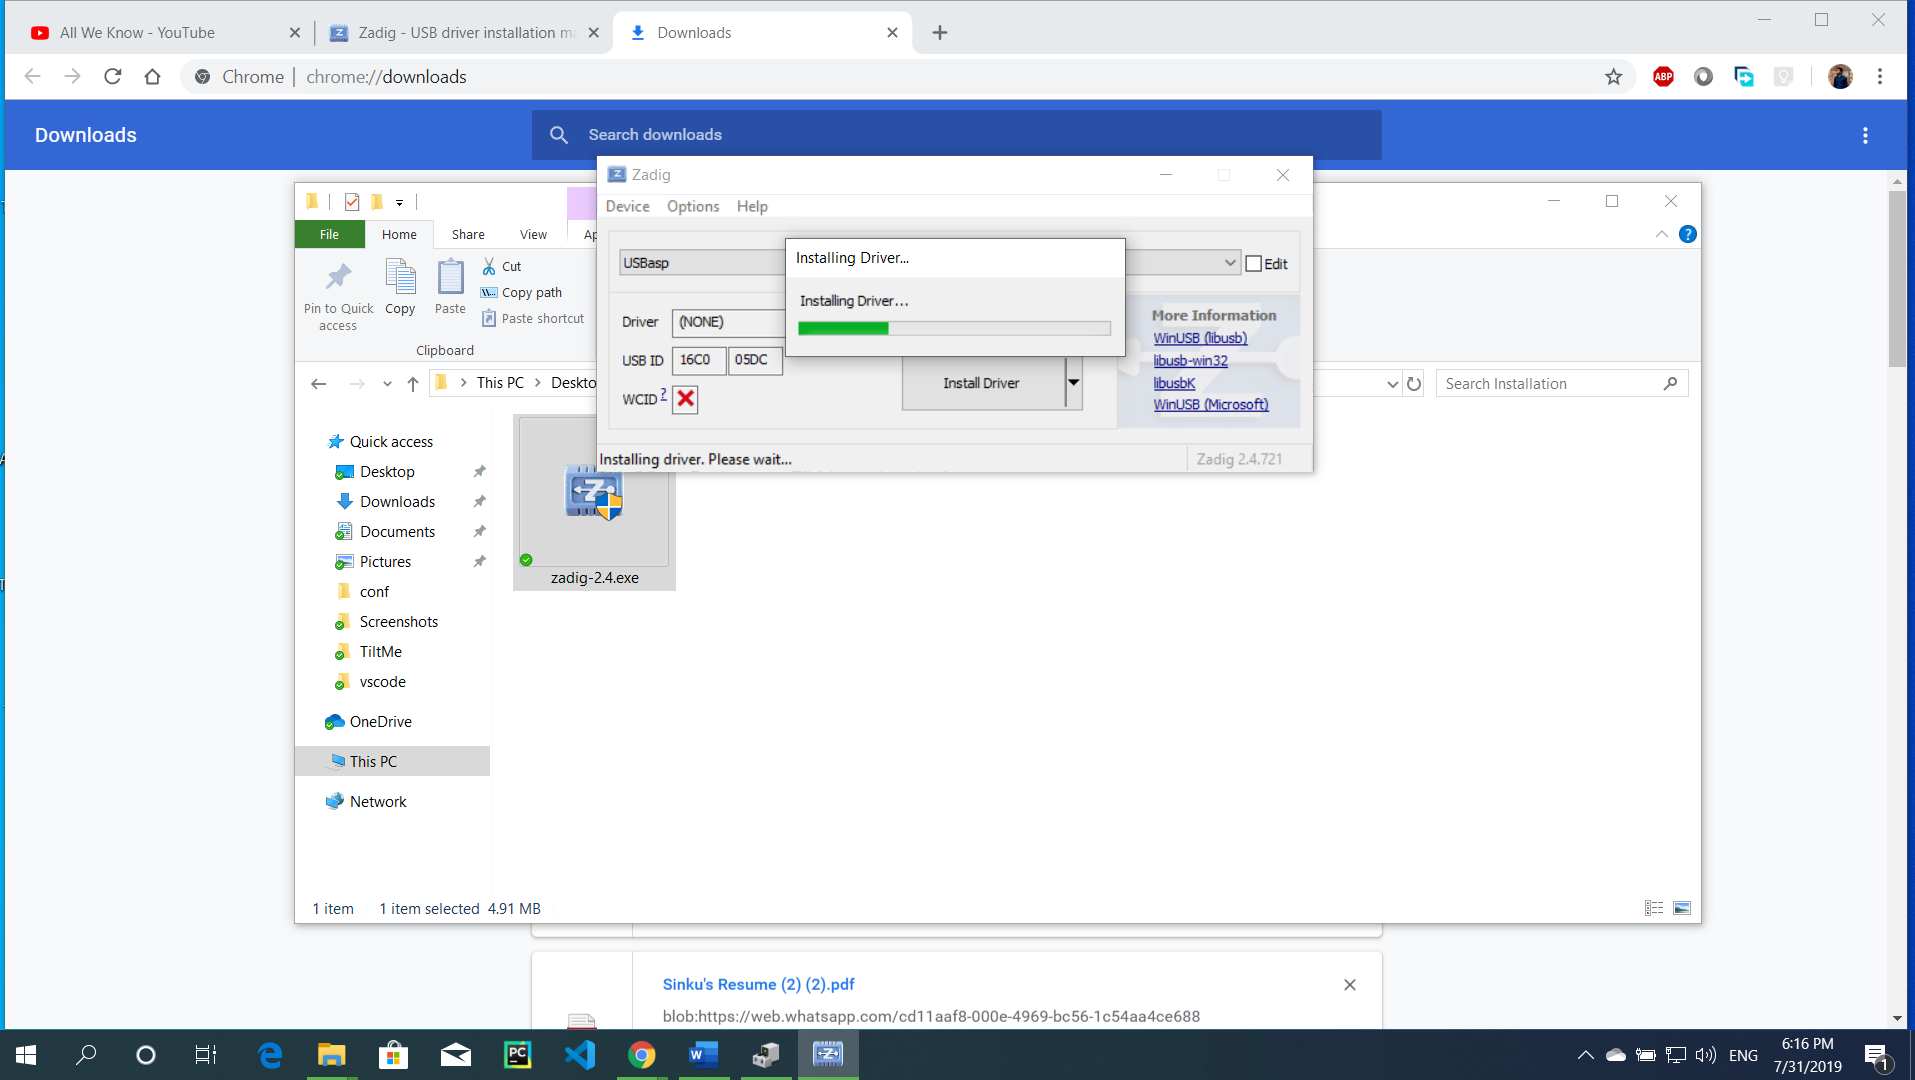 All We Know - YouTube
Zadig - USB driver installation ma
Downloads
Chrome | chrome://downloads
ABP
Downloads
Search downloads
Zadig
Device Options Help
File Home Share View Ap
USBasp
Edit
Installing Driver...
Installing Driver...
Cut
Copy path
Paste shortcut
Pin to Quick access
Copy
Paste
Clipboard
Driver (NONE)
USB ID 16C0 05DC
WCID ?
Install Driver
More Information
WinUSB (libusb)
libusb-win32
libusbK
WinUSB (Microsoft)
Installing driver. Please wait...
Zadig 2.4.721
This PC > Deskto
Search Installation
Quick access
Desktop
Downloads
Documents
Pictures
conf
Screenshots
TiltMe
vscode
OneDrive
This PC
Network
zadig-2.4.exe
1 item 1 item selected 4.91 MB
Sinku's Resume (2) (2).pdf
blob:https://web.whatsapp.com/cd11aaf8-000e-4969-bc56-1c54aa4ce688
PC
ENG
6:16 PM
7/31/2019
1